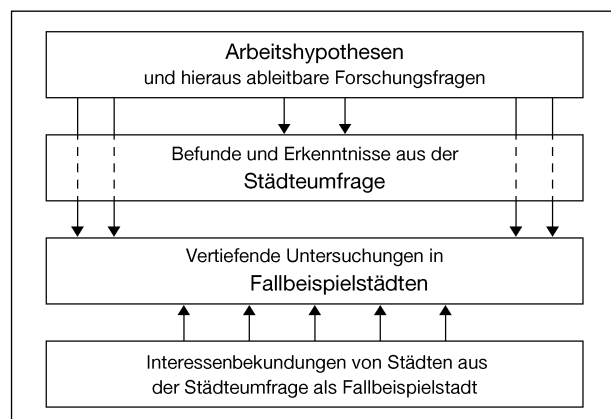 Arbeitshypothesen
und hieraus ableitbare Forschungsfragen
Befunde und Erkenntnisse aus der
Städteumfrage
Vertiefende Untersuchungen in
Fallbeispielstädten
Interessenbekundungen von Städten aus
der Städteumfrage als Fallbeispielstadt